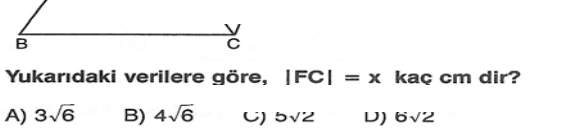 B C
Yukarıdaki verilere göre, |FC| = x kaç cm dir?
A) 3√6 B) 4√6 C) 5√2 D) 6√2